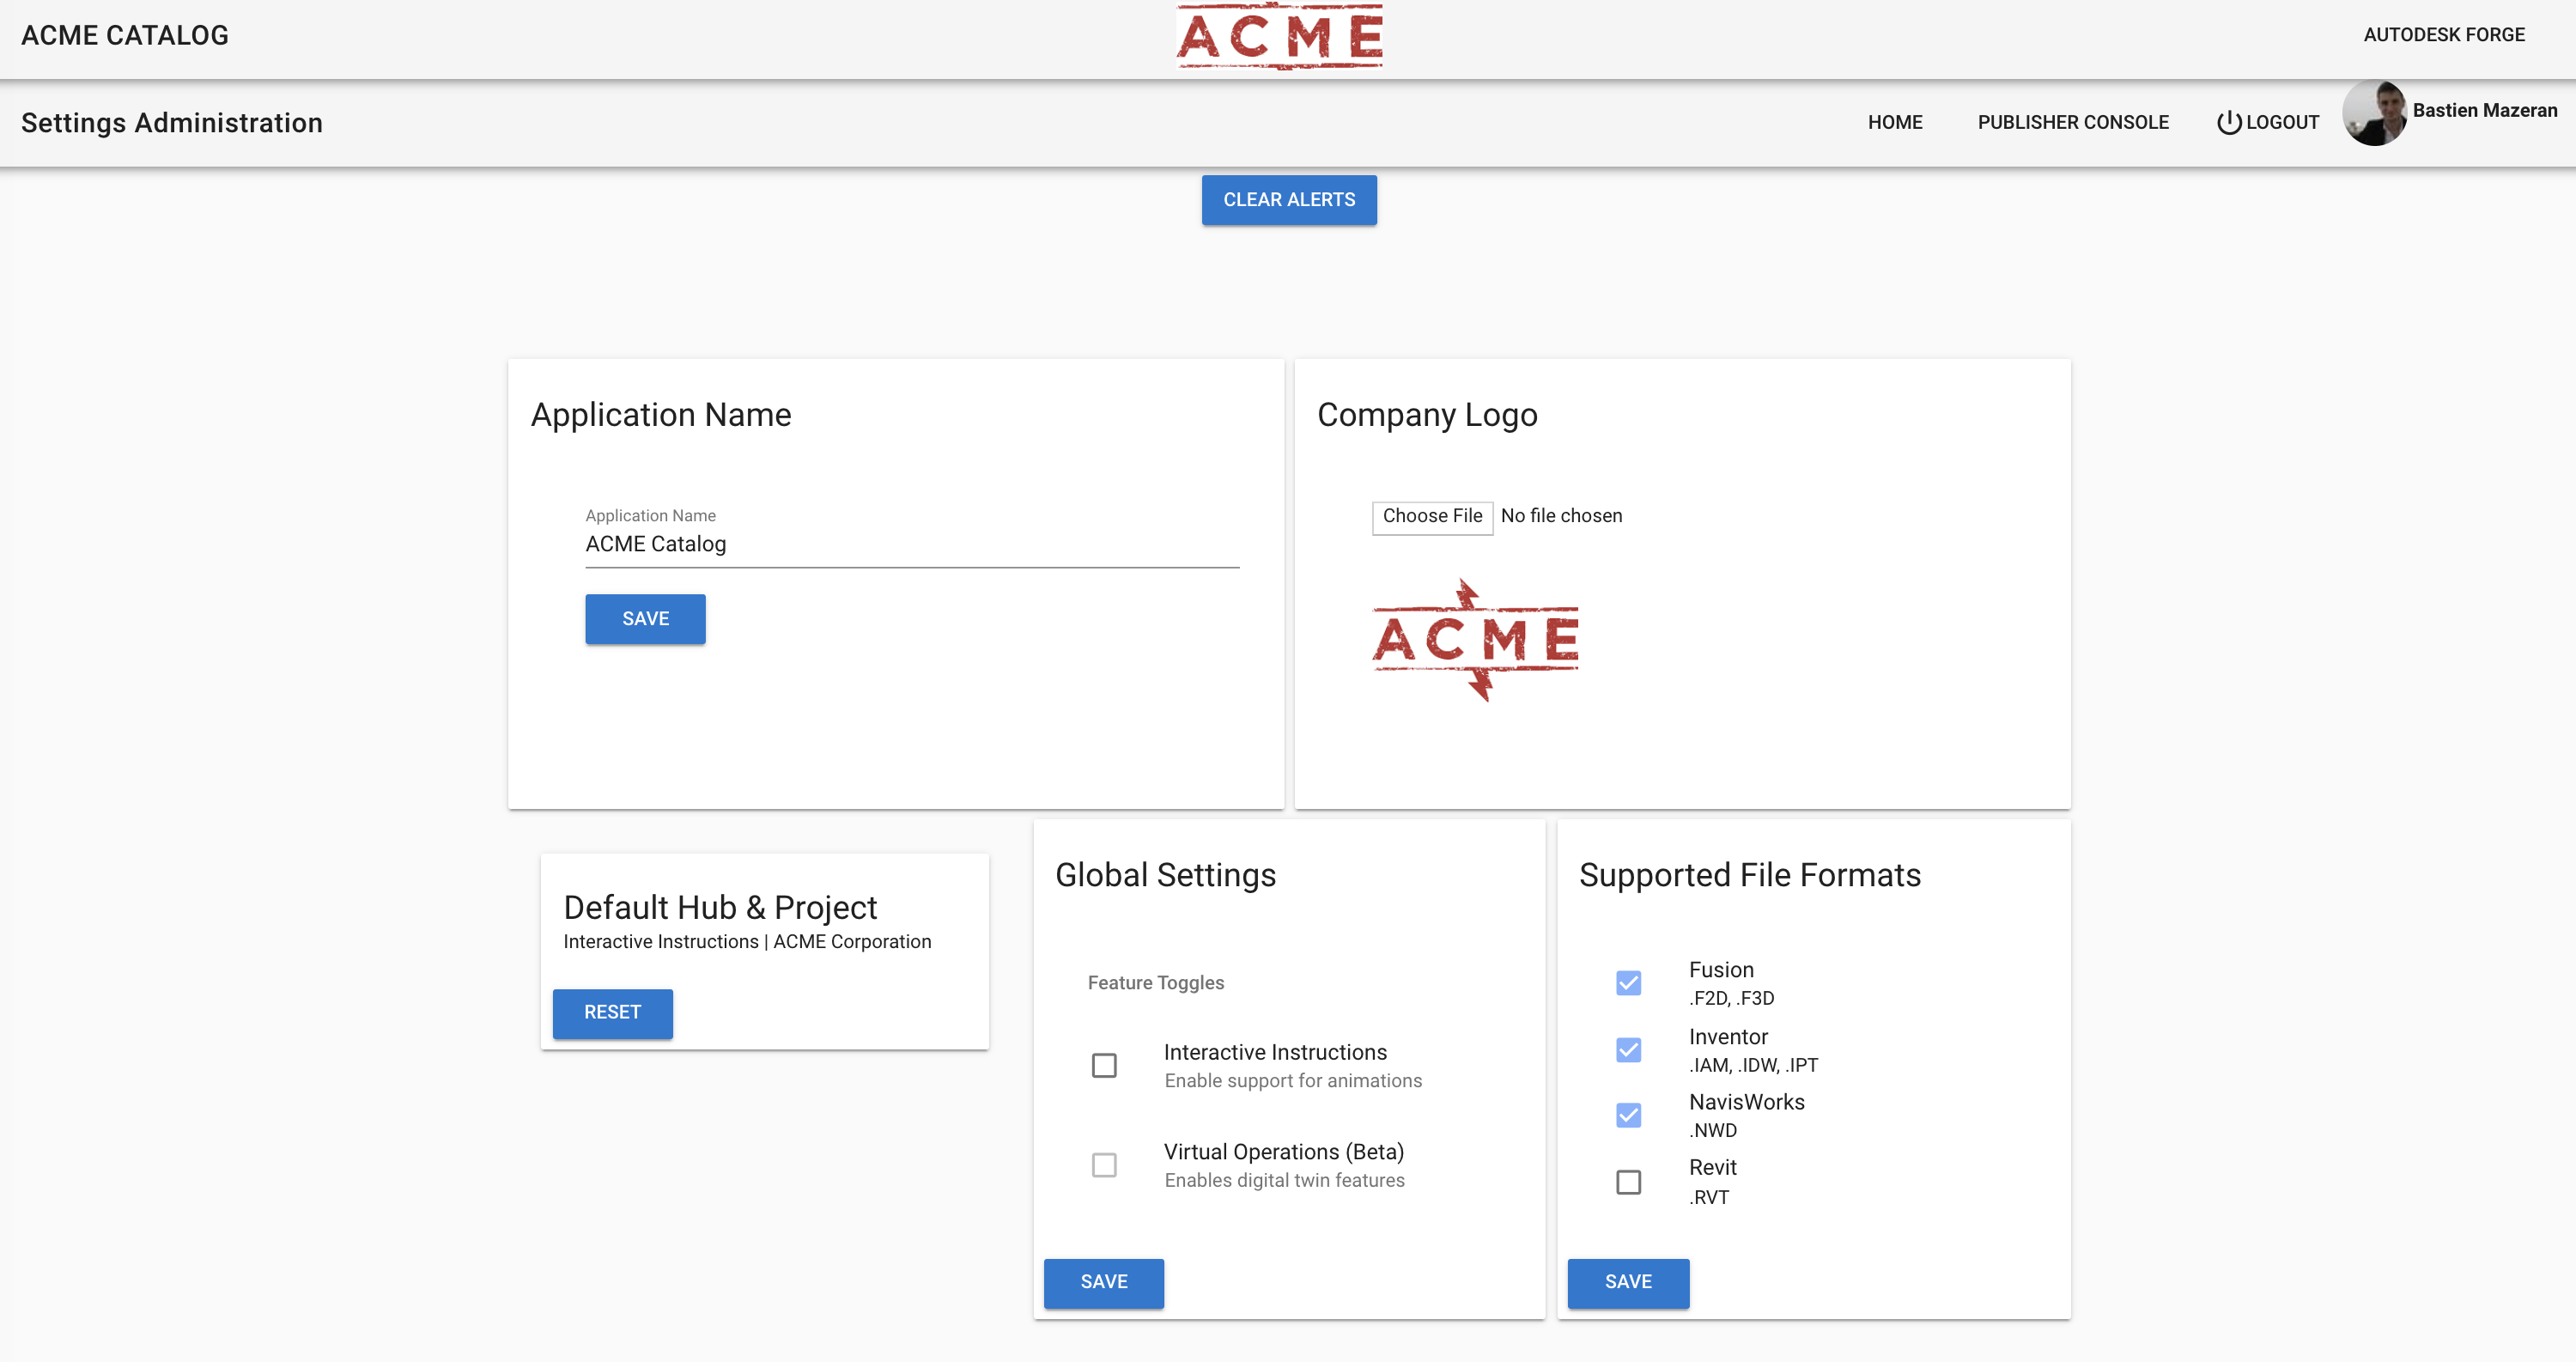 ACME CATALOG
ACME
AUTODESK FORGE
Settings Administration
HOME
PUBLISHER CONSOLE
LOGOUT
Bastien Mazeran
CLEAR ALERTS
Application Name
Application Name
ACME Catalog
SAVE
Company Logo
Choose File No file chosen
ACME
Default Hub & Project
Interactive Instructions | ACME Corporation
RESET
Global Settings
Feature Toggles
Interactive Instructions
Enable support for animations
Virtual Operations (Beta)
Enables digital twin features
SAVE
Supported File Formats
Fusion
.F2D, .F3D
Inventor
.IAM, .IDW, .IPT
NavisWorks
.NWD
Revit
.RVT
SAVE